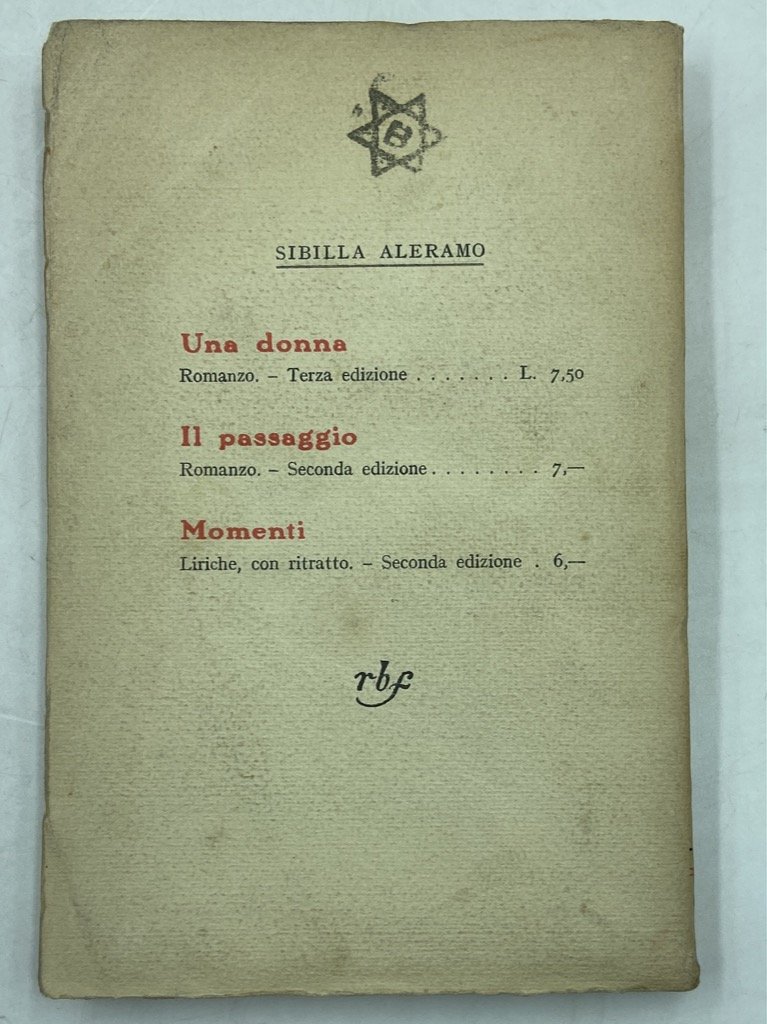 B
SIBILLA ALERAMO
Una donna
Romanzo. – Terza edizione . . . . . . . L. 7,50
Il passaggio
Romanzo. – Seconda edizione . . . . . . . . 7,—
Momenti
Liriche, con ritratto. – Seconda edizione . 6,—
rbf